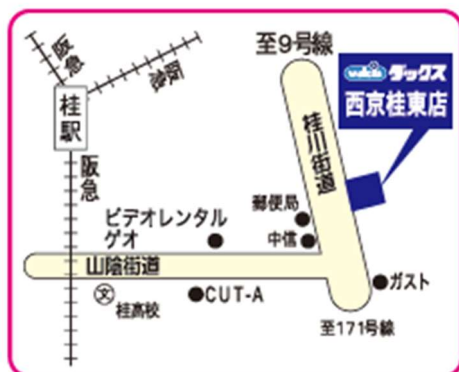 阪急
阪急
至9号線
ダックス
西京桂東店
桂駅
桂川街道
阪急
郵便局
ビデオレンタル
ゲオ
中信
山陰街道
文
桂高校
CUT-A
ガスト
至171号線